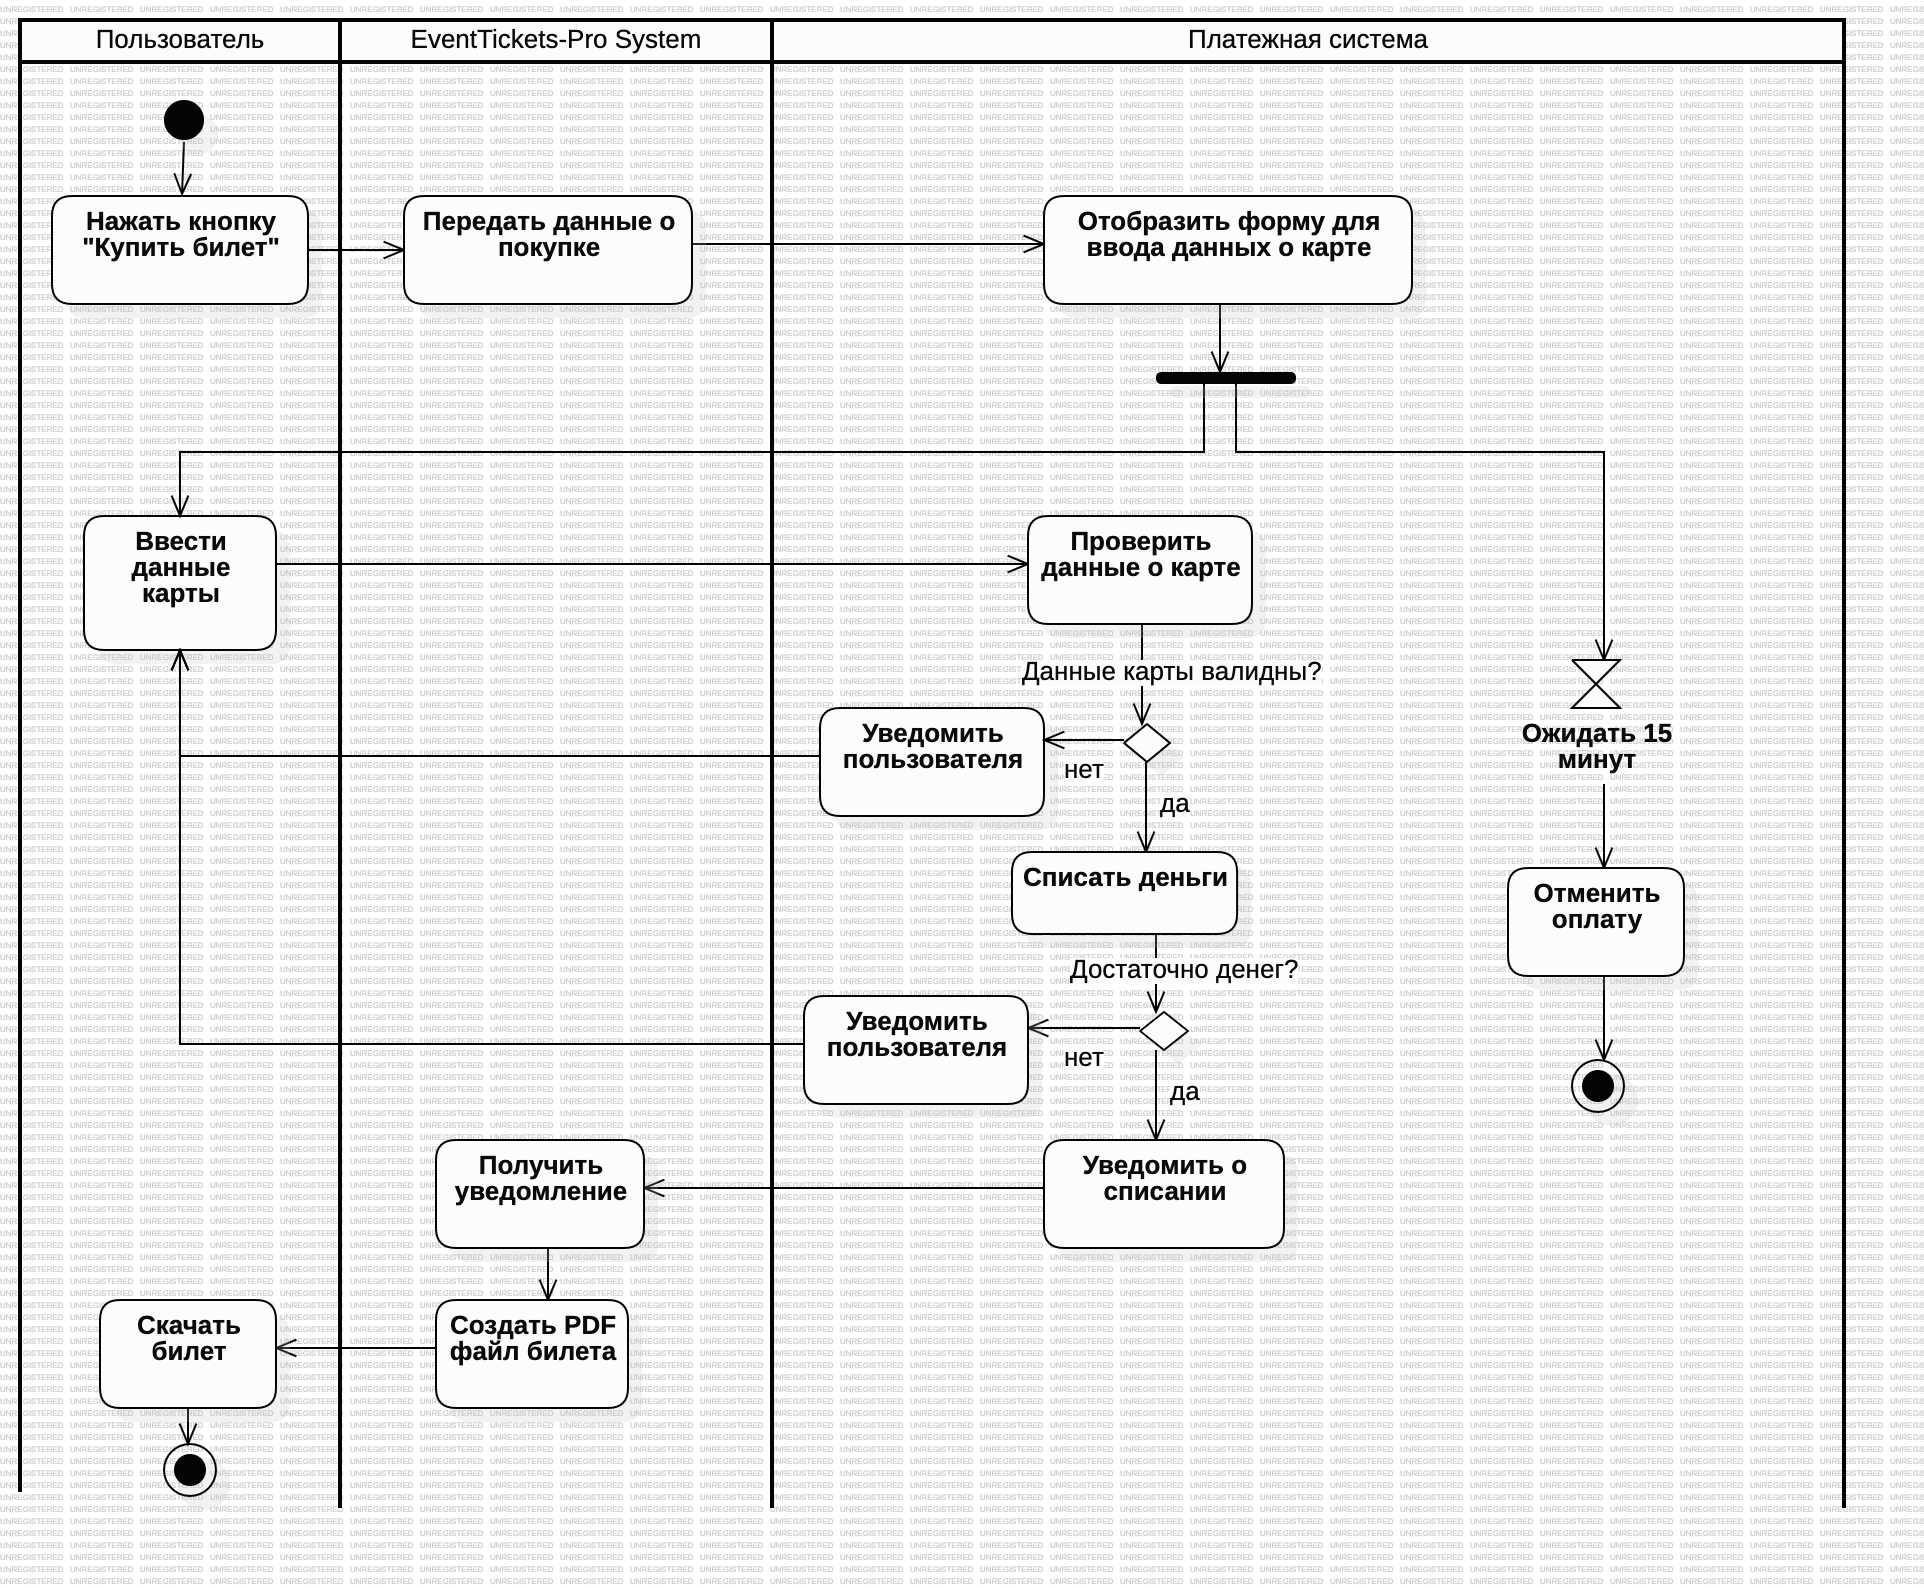 Пользователь
EventTickets-Pro System
Платежная система
Нажать кнопку
"Купить билет"
Передать данные о
покупке
Отобразить форму для
ввода данных о карте
Ввести
данные
карты
Проверить
данные о карте
Данные карты валидны?
Уведомить
пользователя
нет
да
Ожидать 15
минут
Списать деньги
Отменить
оплату
Достаточно денег?
Уведомить
пользователя
нет
да
Получить
уведомление
Уведомить о
списании
Скачать
билет
Создать PDF
файл билета
UNREGISTERED